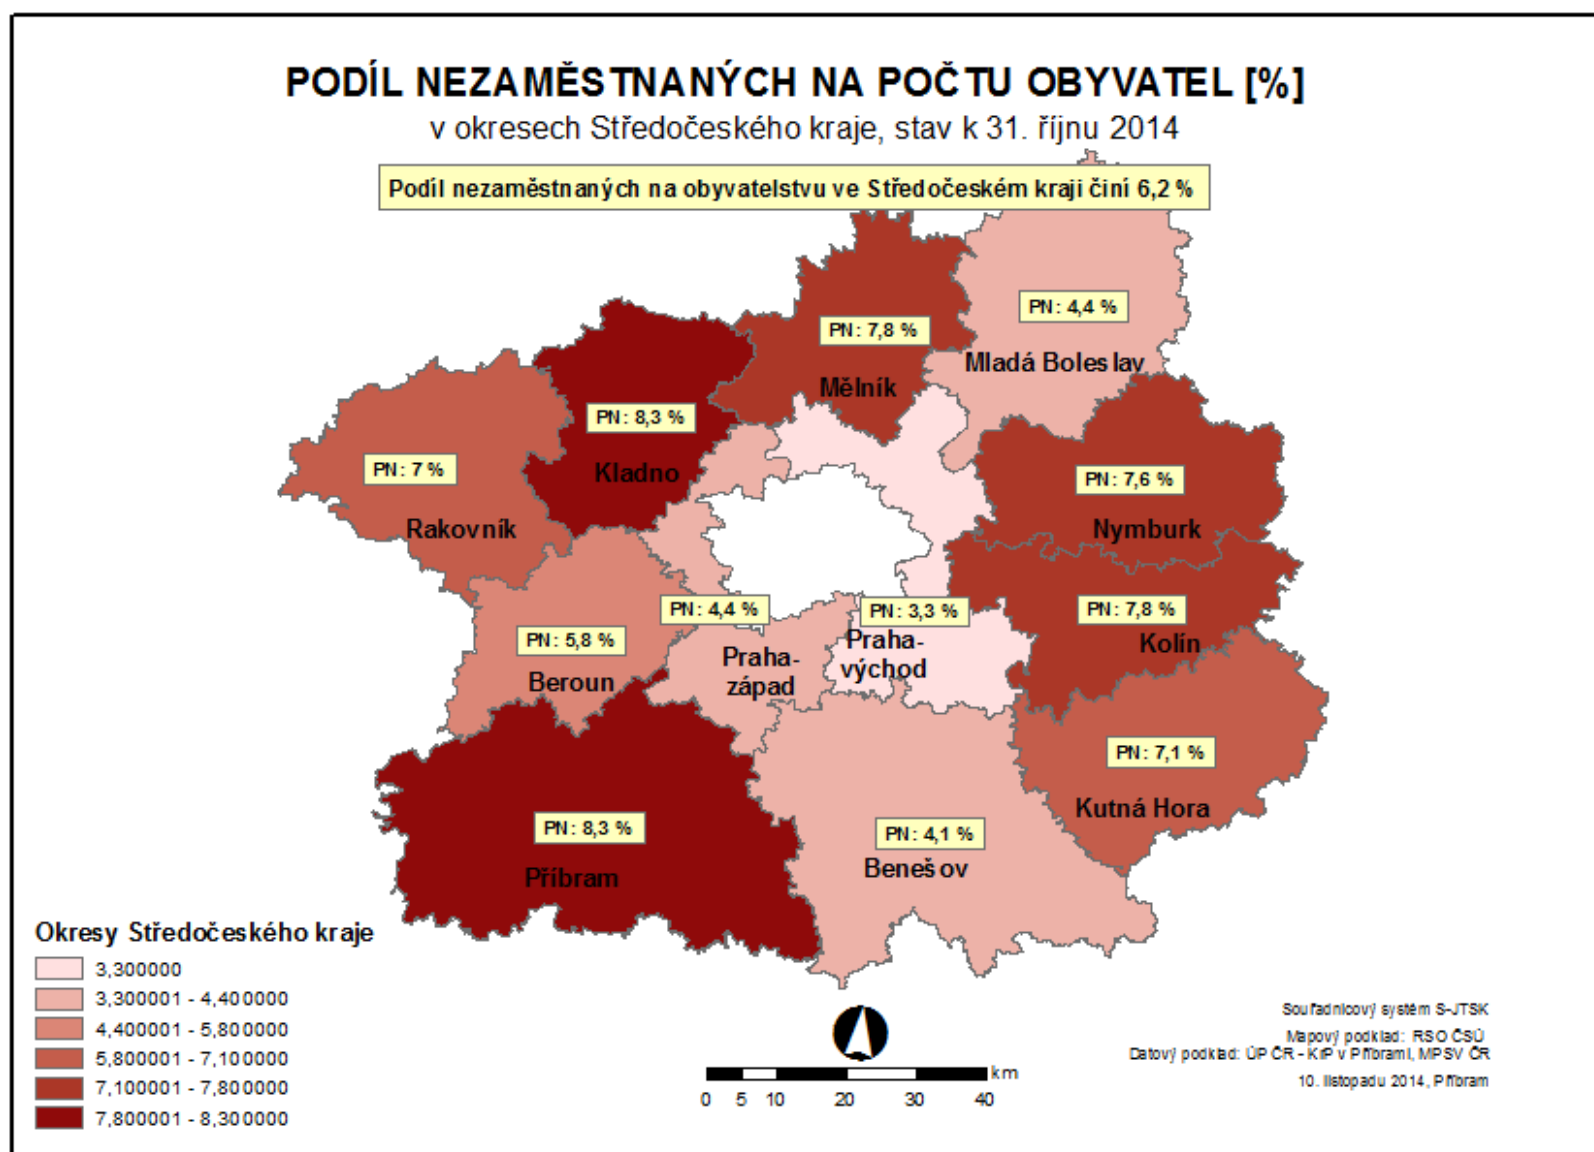 PODÍL NEZAMĚSTNANÝCH NA POČTU OBYVATEL [%]
v okresech Středočeského kraje, stav k 31. říjnu 2014
Podíl nezaměstnaných na obyvatelstvu ve Středočeském kraji činí 6,2 %
PN: 4,4 %
Mladá Boleslav
PN: 7,8 %
Mělník
PN: 8,3 %
Kladno
PN: 7 %
Rakovník
PN: 7,6 %
Nymburk
PN: 4,4 %
Praha-
západ
PN: 3,3 %
Praha-
východ
PN: 7,8 %
Kolín
PN: 5,8 %
Beroun
PN: 7,1 %
Kutná Hora
PN: 8,3 %
Příbram
PN: 4,1 %
Benešov
Okresy Středočeského kraje
3,300000
3,300001 - 4,400000
4,400001 - 5,800000
5,800001 - 7,100000
7,100001 - 7,800000
7,800001 - 8,300000
km
0 5 10 20 30 40
Souřadnicový systém S-JTSK
Mapový podklad: RSO ČSÚ
Datový podklad: ÚP ČR - KrP v Příbrami, MPSV ČR
10. listopadu 2014, Příbram